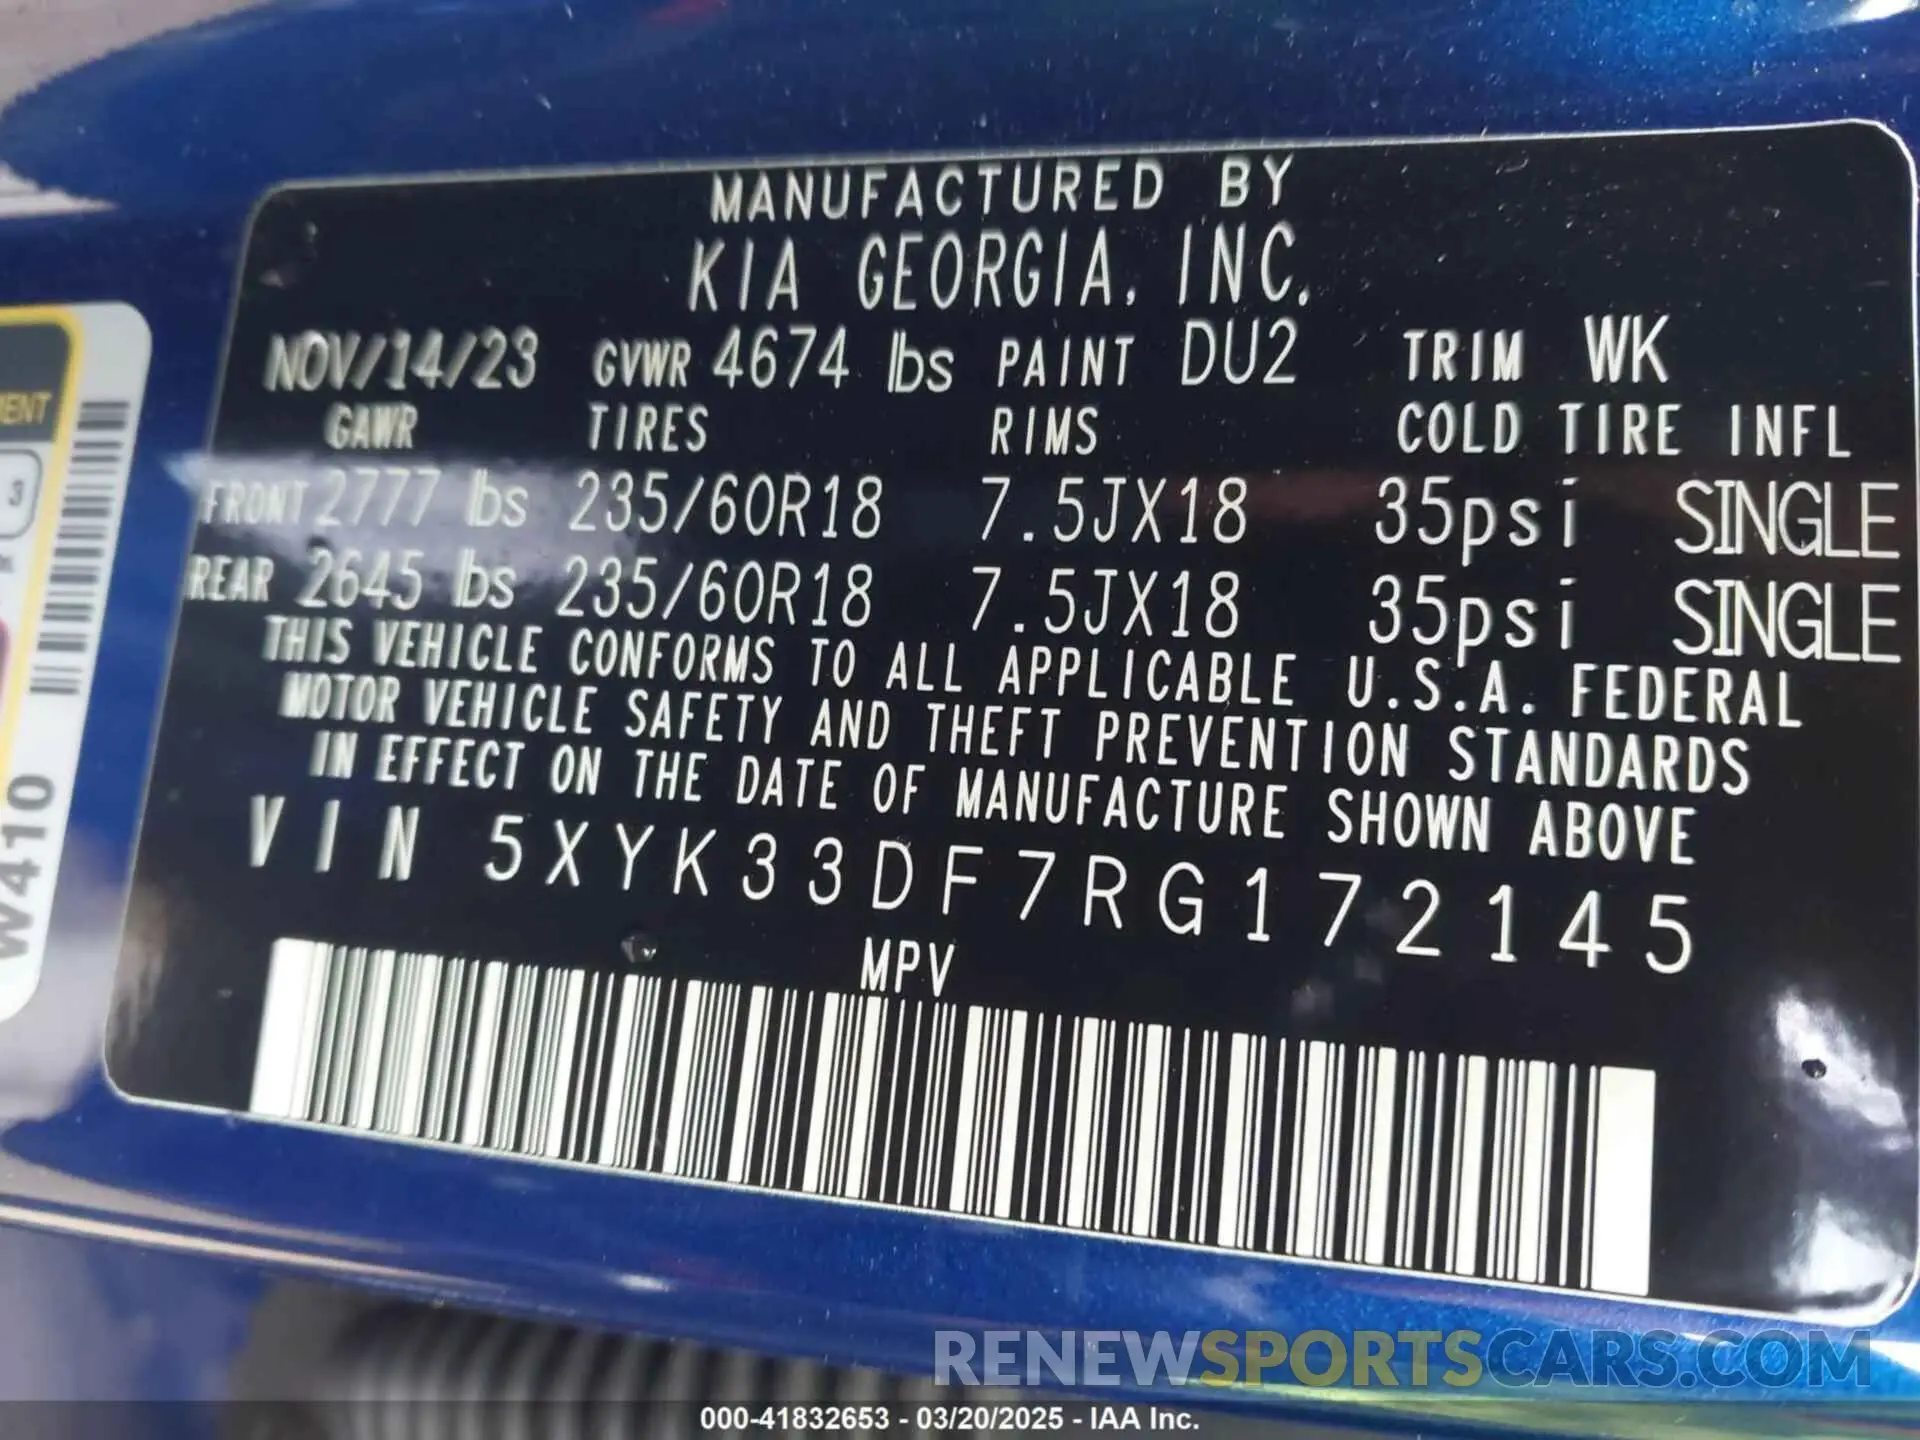 MANUFACTURED BY
KIA GEORGIA, INC.
NOV/14/23 GVWR 4674 lbs PAINT DU2 TRIM WK
GAWR TIRES RIMS COLD TIRE INFL
FRONT 2777 lbs 235/60R18 7.5JX18 35psi SINGLE
REAR 2645 lbs 235/60R18 7.5JX18 35psi SINGLE
THIS VEHICLE CONFORMS TO ALL APPLICABLE U.S.A. FEDERAL
MOTOR VEHICLE SAFETY AND THEFT PREVENTION STANDARDS
IN EFFECT ON THE DATE OF MANUFACTURE SHOWN ABOVE
VIN 5XYK33DF7RG172145
MPV
3
W410
RENEWSPORTSCARS.COM
000-41832653 - 03/20/2025 - IAA Inc.